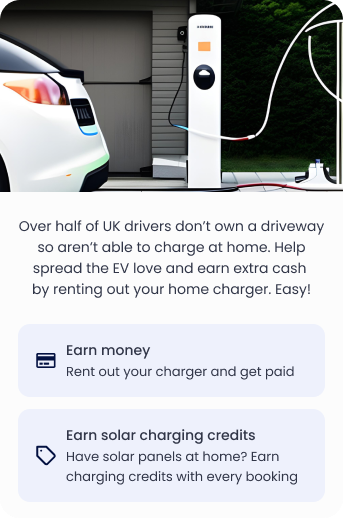 Over half of UK drivers don’t own a driveway
so aren’t able to charge at home. Help
spread the EV love and earn extra cash
by renting out your home charger. Easy!
Earn money
Rent out your charger and get paid
Earn solar charging credits
Have solar panels at home? Earn
charging credits with every booking